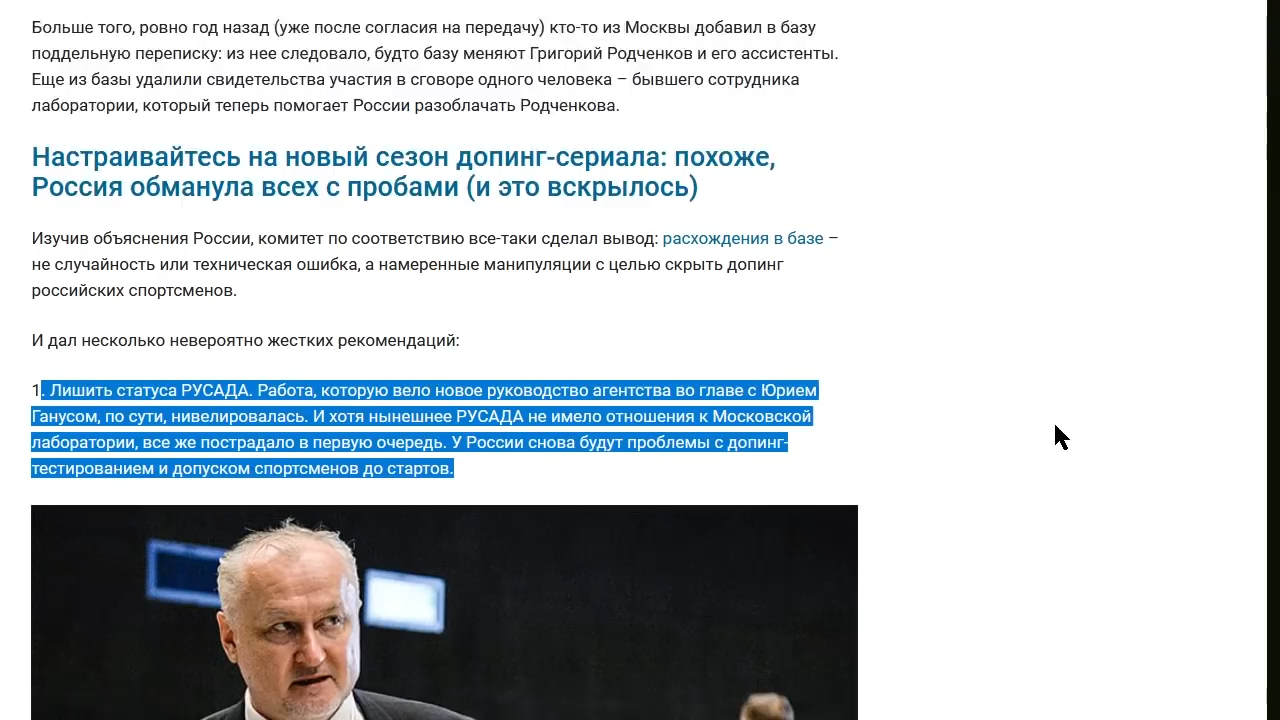 Больше того, ровно год назад (уже после согласия на передачу) кто-то из Москвы добавил в базу
поддельную переписку: из нее следовало, будто базу меняют Григорий Родченков и его ассистенты.
Еще из базы удалили свидетельства участия в сговоре одного человека – бывшего сотрудника
лаборатории, который теперь помогает России разоблачать Родченкова.
Настраивайтесь на новый сезон допинг-сериала: похоже,
Россия обманула всех с пробами (и это вскрылось)
Изучив объяснения России, комитет по соответствию все-таки сделал вывод: расхождения в базе –
не случайность или техническая ошибка, а намеренные манипуляции с целью скрыть допинг
российских спортсменов.
И дал несколько невероятно жестких рекомендаций:
1. Лишить статуса РУСАДА. Работа, которую вело новое руководство агентства во главе с Юрием
Ганусом, по сути, нивелировалась. И хотя нынешнее РУСАДА не имело отношения к Московской
лаборатории, все же пострадало в первую очередь. У России снова будут проблемы с допинг-
тестированием и допуском спортсменов до стартов.